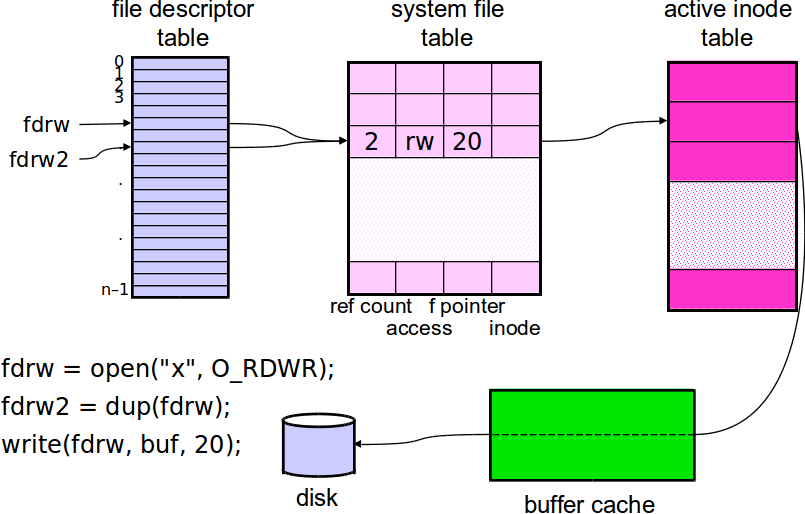 file descriptor
table
system file
table
active inode
table
0
1
2
3
.
.
n–1
fdrw
fdrw2
2 rw 20
ref count f pointer
access inode
fdrw = open("x", O_RDWR);
fdrw2 = dup(fdrw);
write(fdrw, buf, 20);
disk
buffer cache